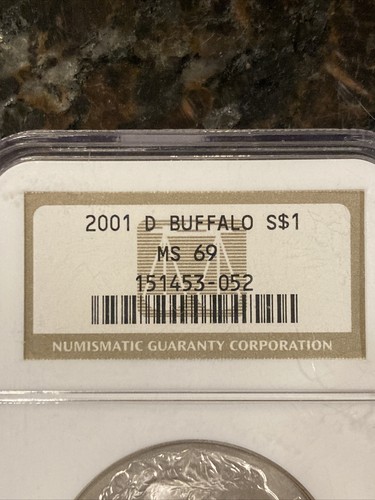 2001 D BUFFALO S$1
MS 69
151453-052
NUMISMATIC GUARANTY CORPORATION